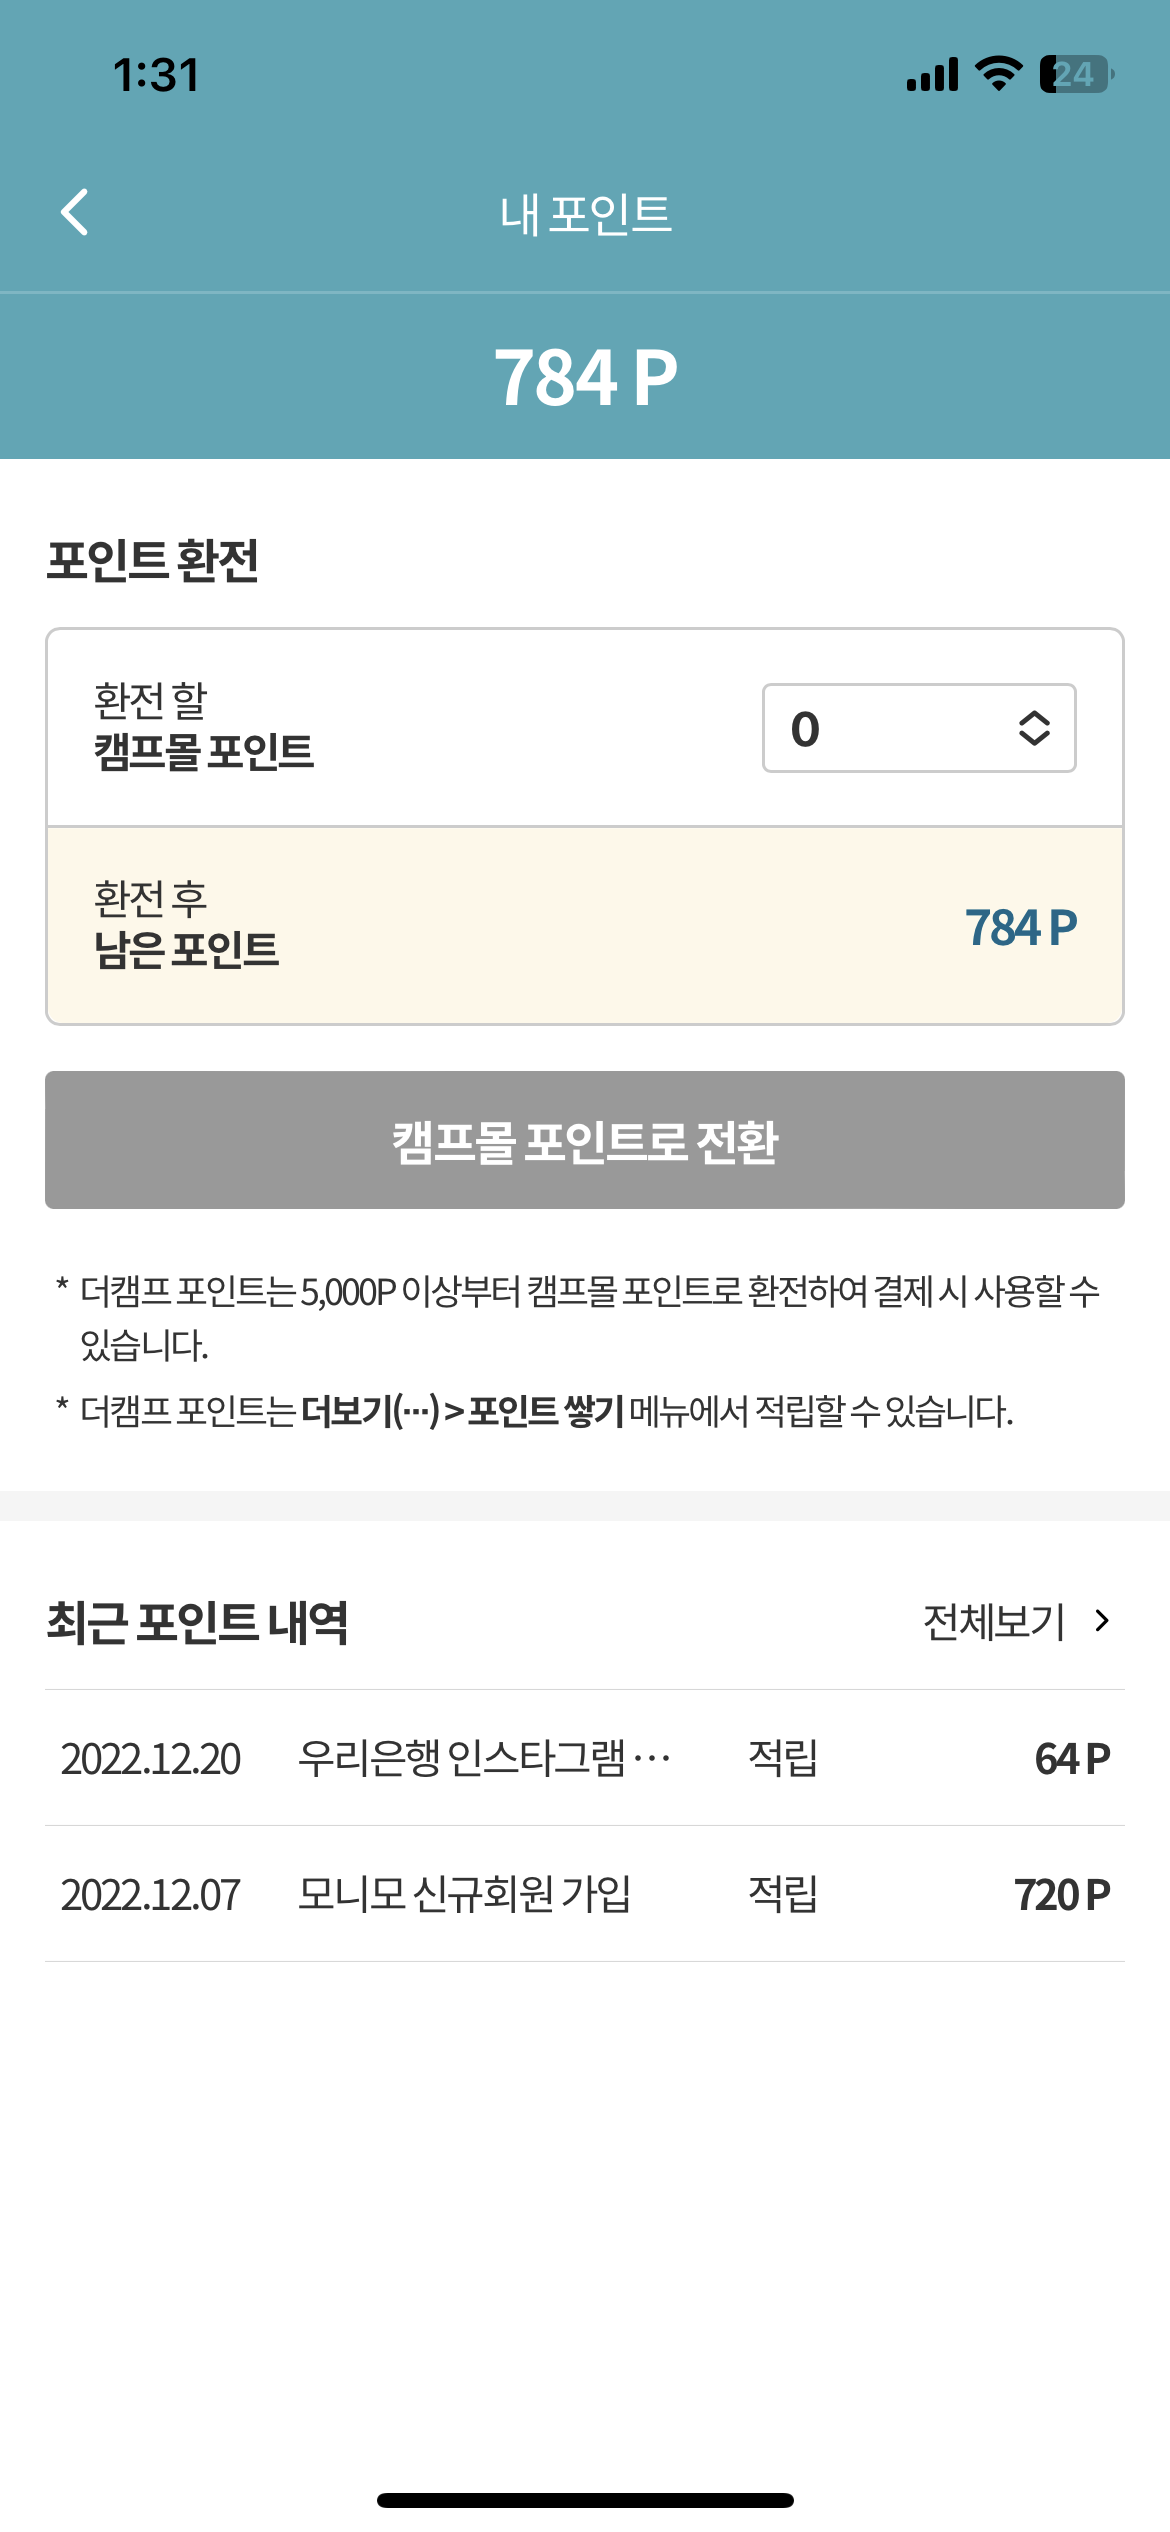 1:31
24
내 포인트
784 P
포인트 환전
환전 할
캠프몰 포인트
0
환전 후
남은 포인트
784 P
캠프몰 포인트로 전환
* 더캠프 포인트는 5,000P 이상부터 캠프몰 포인트로 환전하여 결제 시 사용할 수
있습니다.
* 더캠프 포인트는 더보기(···) > 포인트 쌓기 메뉴에서 적립할 수 있습니다.
최근 포인트 내역 전체보기 >
2022.12.20 우리은행 인스타그램 ··· 적립 64 P
2022.12.07 모니모 신규회원 가입 적립 720 P